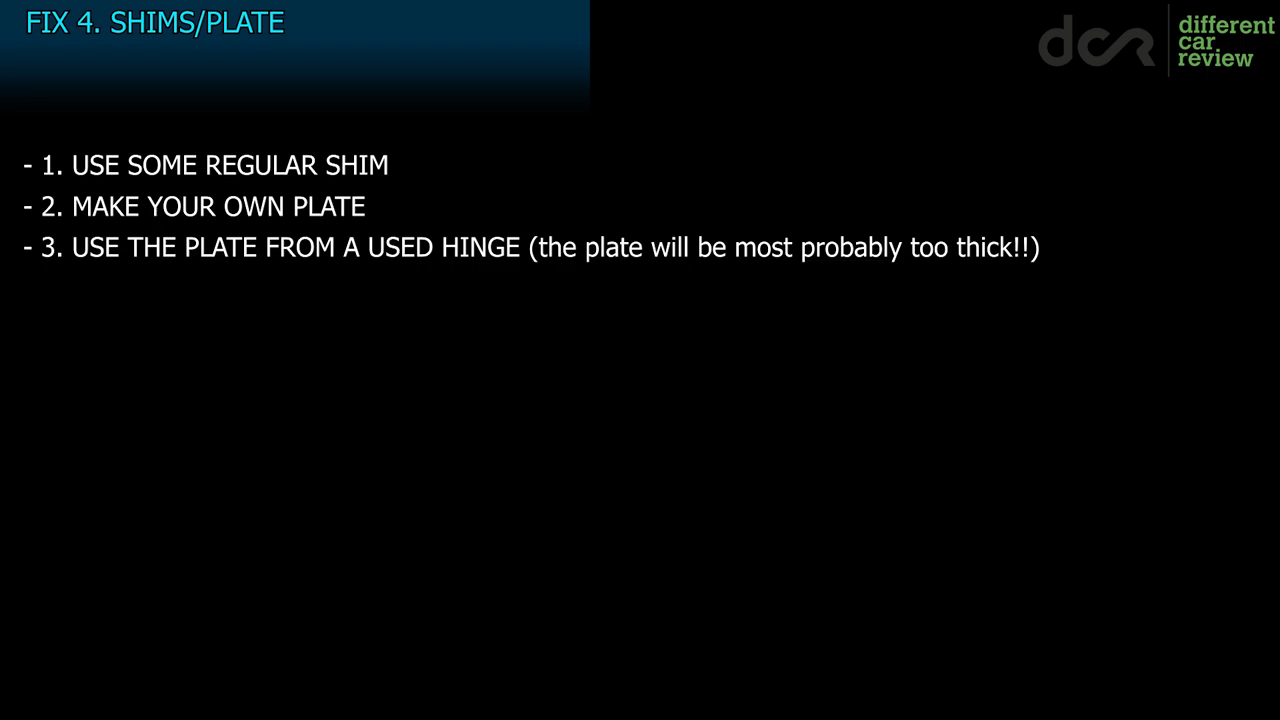 FIX 4. SHIMS/PLATE
dcr
different
car
review
- 1. USE SOME REGULAR SHIM
- 2. MAKE YOUR OWN PLATE
- 3. USE THE PLATE FROM A USED HINGE (the plate will be most probably too thick!!)